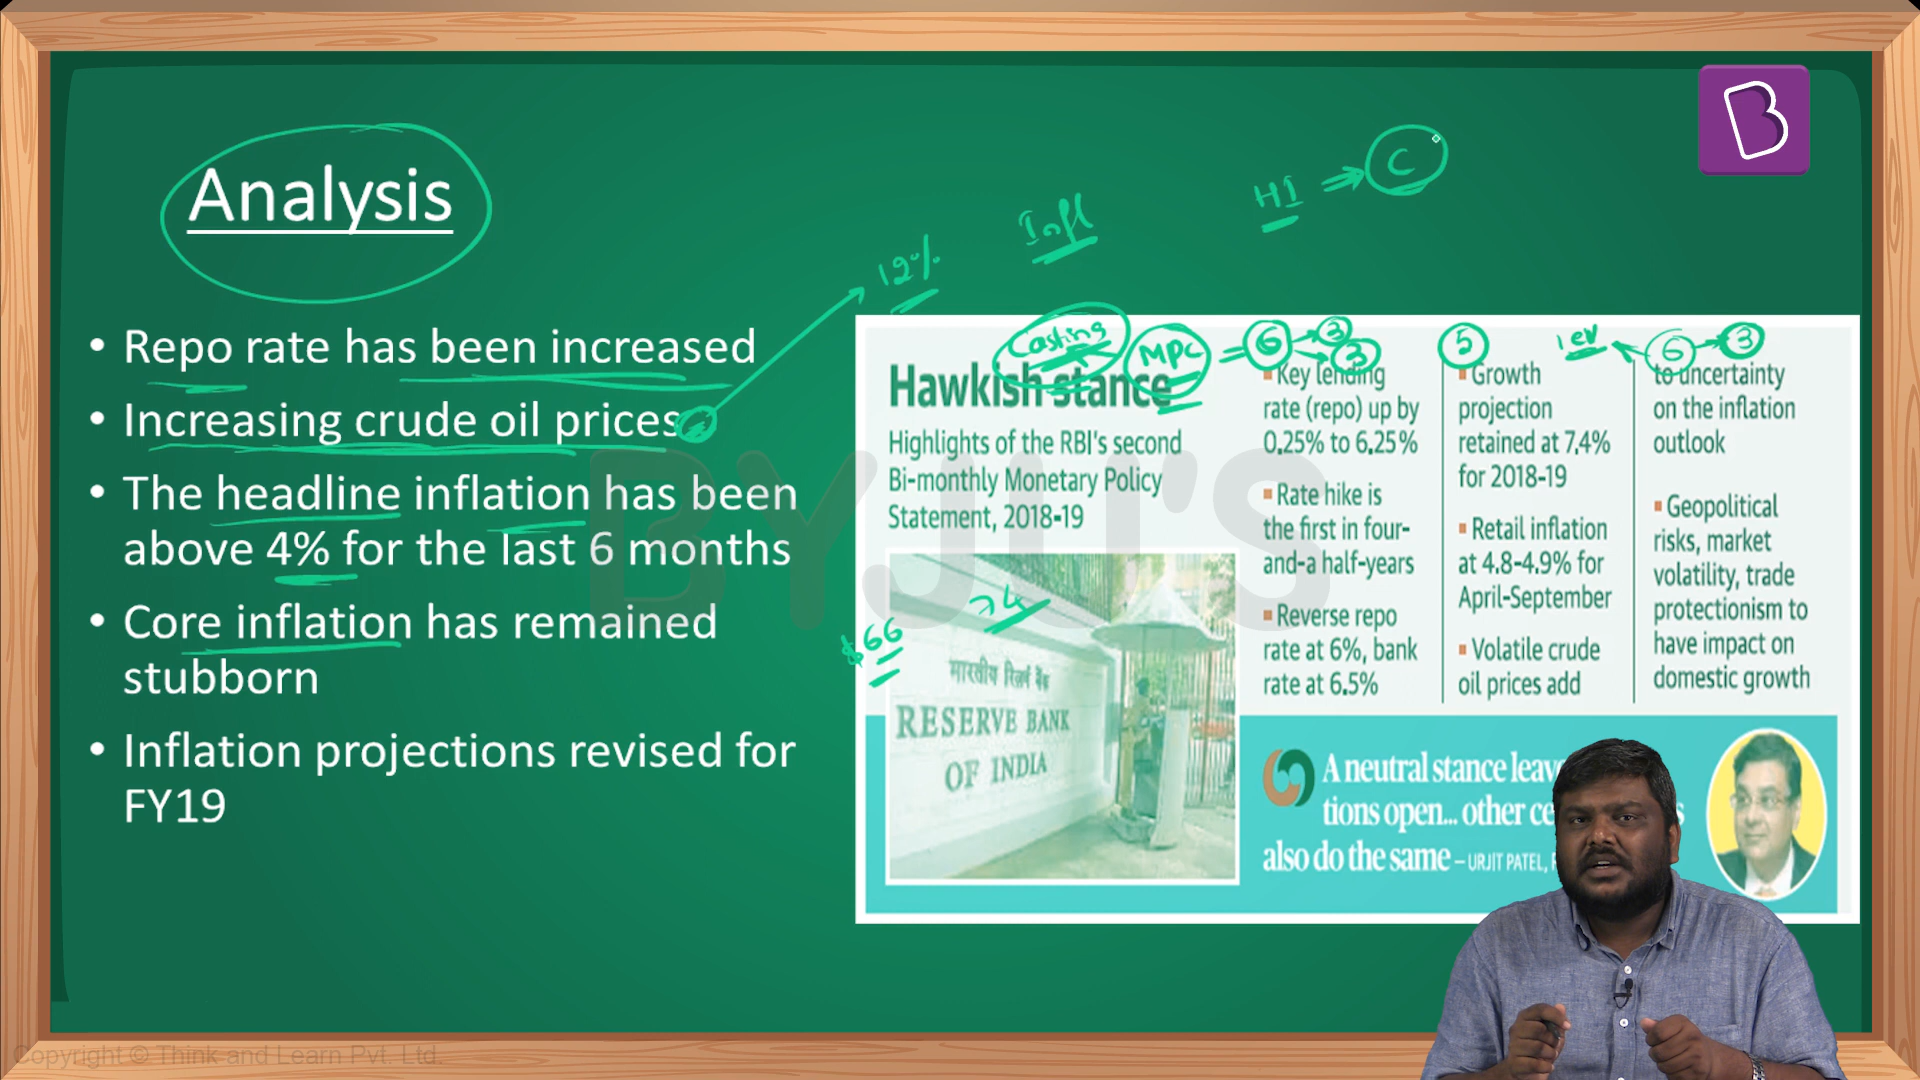 Analysis
• Repo rate has been increased
• Increasing crude oil prices
• The headline inflation has been
above 4% for the last 6 months
• Core inflation has remained
stubborn
• Inflation projections revised for
FY19
12%
Infl
HI ⇒ C
Casting
MPC = 6 → 3
3
5
1 ev
6 → 3
Hawkish stance
Highlights of the RBI's second
Bi-monthly Monetary Policy
Statement, 2018-19
74
$66
भारतीय रिज़र्व बैंक
RESERVE BANK
OF INDIA
Key lending
rate (repo) up by
0.25% to 6.25%
Rate hike is
the first in four-
and-a half-years
Reverse repo
rate at 6%, bank
rate at 6.5%
Growth
projection
retained at 7.4%
for 2018-19
Retail inflation
at 4.8-4.9% for
April-September
Volatile crude
oil prices add
to uncertainty
on the inflation
outlook
Geopolitical
risks, market
volatility, trade
protectionism to
have impact on
domestic growth
A neutral stance leav
tions open... other ce
also do the same – URJIT PATEL,
BYJU'S
B
Copyright © Think and Learn Pvt. Ltd.